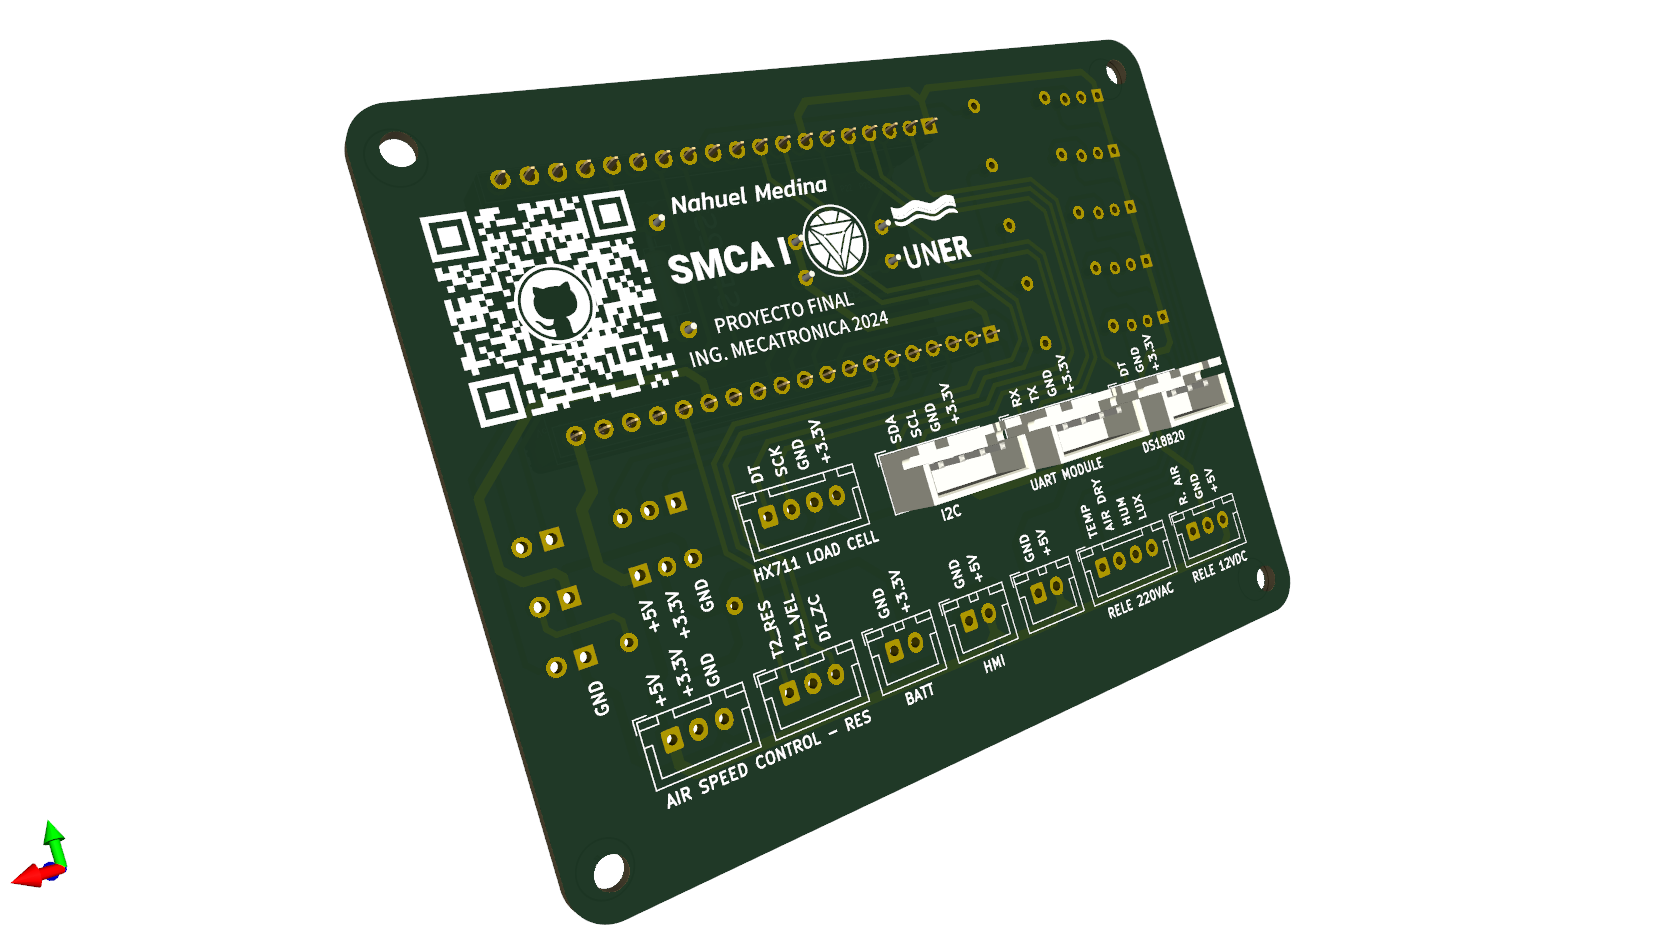 Nahuel Medina
SMCA I
UNER
PROYECTO FINAL
ING. MECATRONICA 2024
DT
SCK
GND
+3.3V
HX711 LOAD CELL
SDA
SCL
GND
+3.3V
I2C
RX
TX
GND
+3.3V
UART MODULE
DT
GND
+3.3V
DS18B20
+5V
+3.3V
GND
GND
+5V
+3.3V
GND
T2_RES
T1_VEL
DT_ZC
AIR SPEED CONTROL - RES
GND
+3.3V
BATT
GND
+5V
HMI
GND
+5V
TEMP
AIR DRY
HUM
LUX
RELE 220VAC
R. AIR
GND
+5V
RELE 12VDC